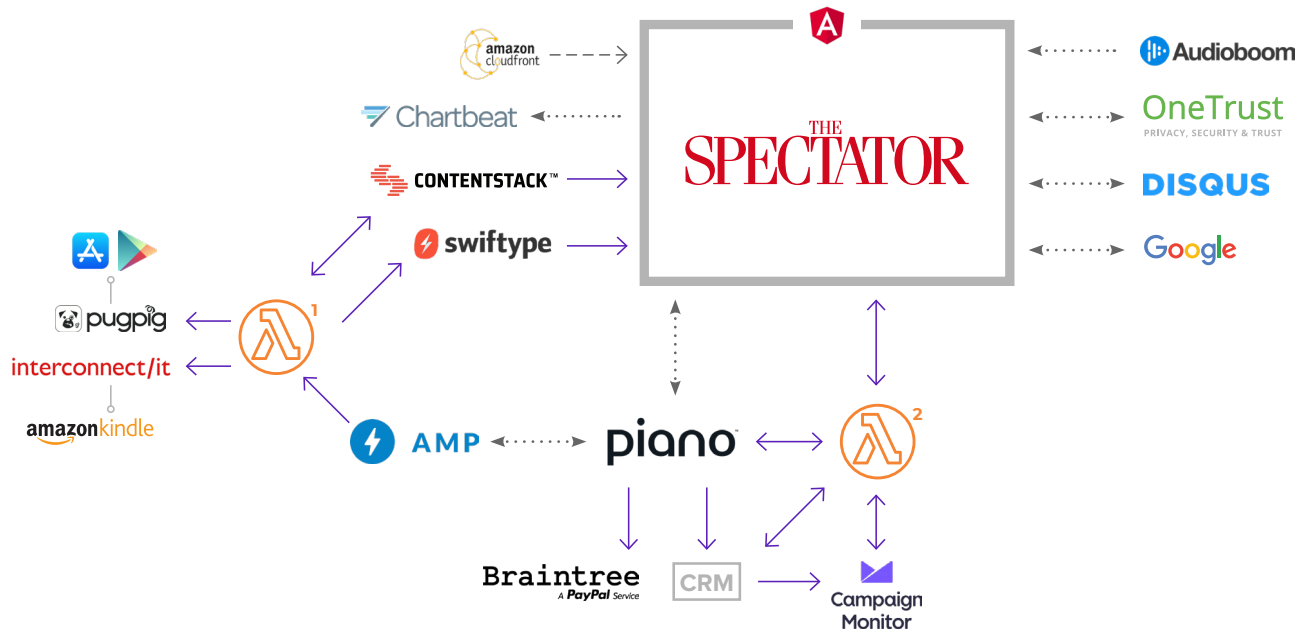 A
amazon
cloudfront
Audioboom
Chartbeat
OneTrust
PRIVACY, SECURITY & TRUST
THE
SPECTATOR
CONTENTSTACK™
DISQUS
swiftype
Google
1
pugpig
interconnect/it
amazonkindle
2
AMP
piano™
Braintree
A PayPal Service
CRM
Campaign
Monitor